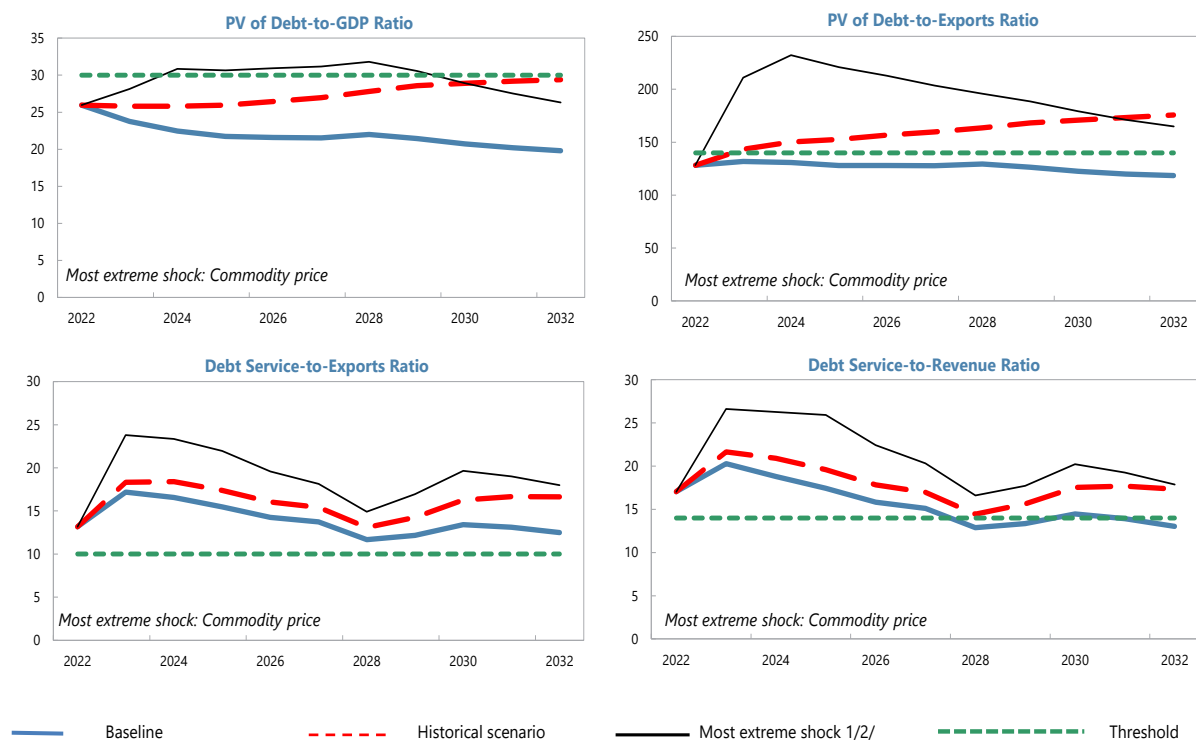 PV of Debt-to-GDP Ratio
35
30
25
20
15
10
5
0
Most extreme shock: Commodity price
2022 2024 2026 2028 2030 2032
PV of Debt-to-Exports Ratio
250
200
150
100
50
0
Most extreme shock: Commodity price
2022 2024 2026 2028 2030 2032
Debt Service-to-Exports Ratio
30
25
20
15
10
5
0
Most extreme shock: Commodity price
2022 2024 2026 2028 2030 2032
Debt Service-to-Revenue Ratio
30
25
20
15
10
5
0
Most extreme shock: Commodity price
2022 2024 2026 2028 2030 2032
Baseline Historical scenario Most extreme shock 1/2/ Threshold